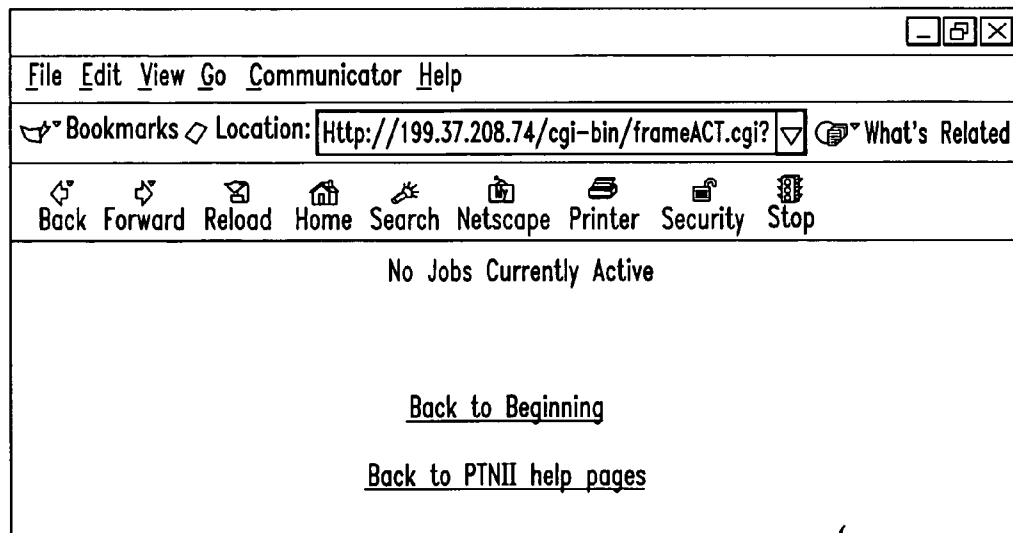 File Edit View Go Communicator Help
Bookmarks Location: Http://199.37.208.74/cgi-bin/frameACT.cgi? What's Related
Back Forward Reload Home Search Netscape Printer Security Stop
No Jobs Currently Active
Back to Beginning
Back to PTNII help pages